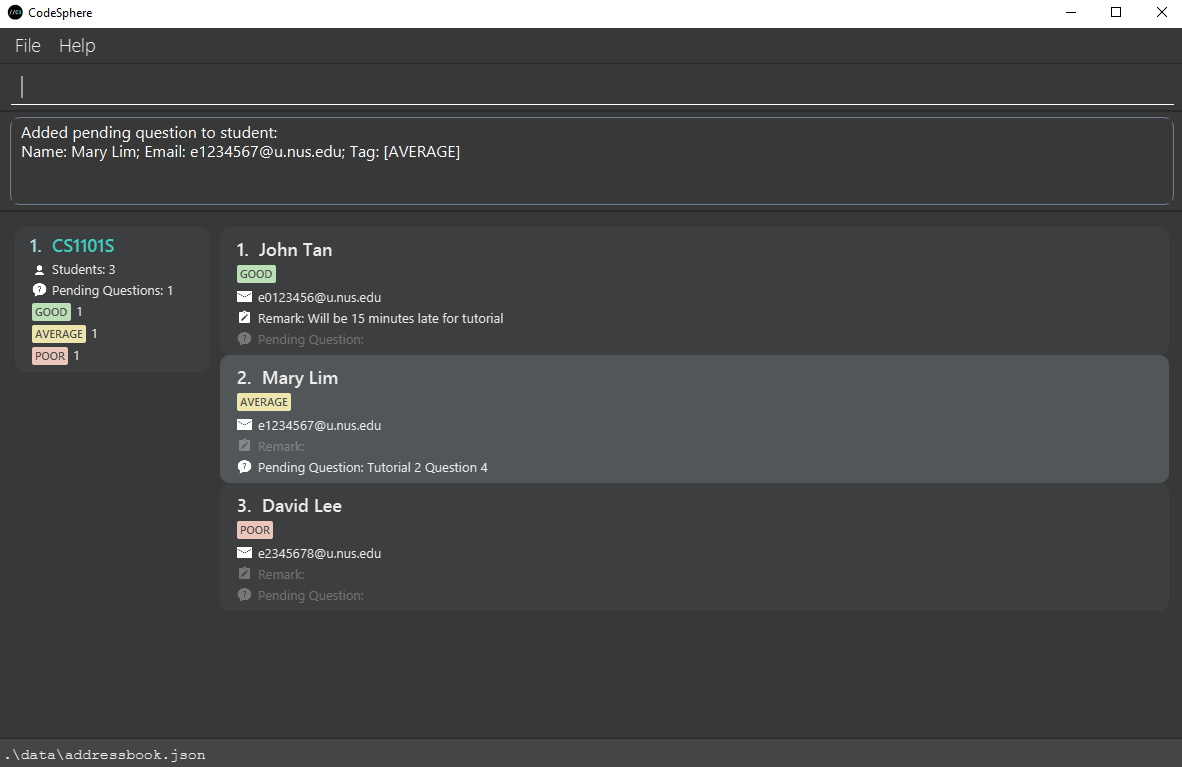 CodeSphere
File Help
Added pending question to student:
Name: Mary Lim; Email: e1234567@u.nus.edu; Tag: [AVERAGE]
1. CS1101S
Students: 3
Pending Questions: 1
GOOD 1
AVERAGE 1
POOR 1
1. John Tan
GOOD
e0123456@u.nus.edu
Remark: Will be 15 minutes late for tutorial
Pending Question:
2. Mary Lim
AVERAGE
e1234567@u.nus.edu
Remark:
Pending Question: Tutorial 2 Question 4
3. David Lee
POOR
e2345678@u.nus.edu
Remark:
Pending Question:
.\data\addressbook.json